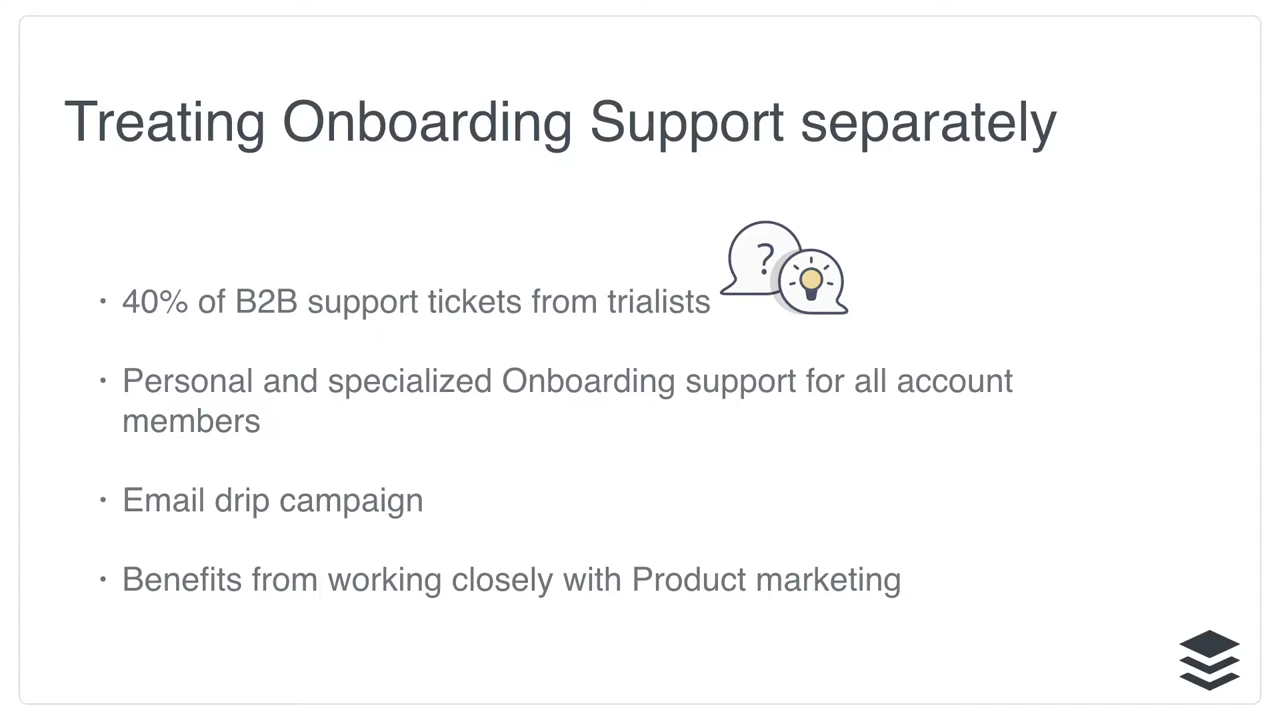 Treating Onboarding Support separately
?
· 40% of B2B support tickets from trialists
· Personal and specialized Onboarding support for all account
members
· Email drip campaign
· Benefits from working closely with Product marketing